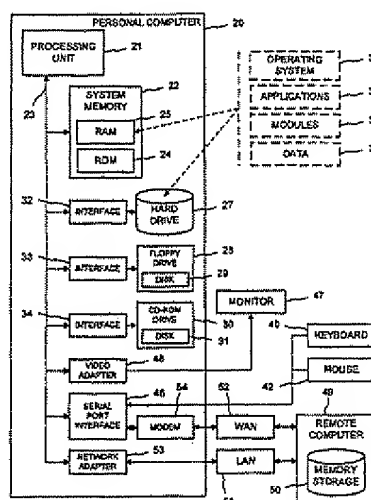 PERSONAL COMPUTER
20
PROCESSING
UNIT
21
23
SYSTEM
MEMORY
22
RAM
25
ROM
24
OPERATING
SYSTEM
APPLICATIONS
MODULES
DATA
32
INTERFACE
HARD
DRIVE
27
33
INTERFACE
FLOPPY
DRIVE
28
DISK
29
34
INTERFACE
CD-ROM
DRIVE
30
DISK
31
MONITOR
47
40
KEYBOARD
VIDEO
ADAPTER
48
42
MOUSE
49
SERIAL
PORT
INTERFACE
46
54
MODEM
52
WAN
REMOTE
COMPUTER
NETWORK
ADAPTER
53
LAN
MEMORY
STORAGE
50